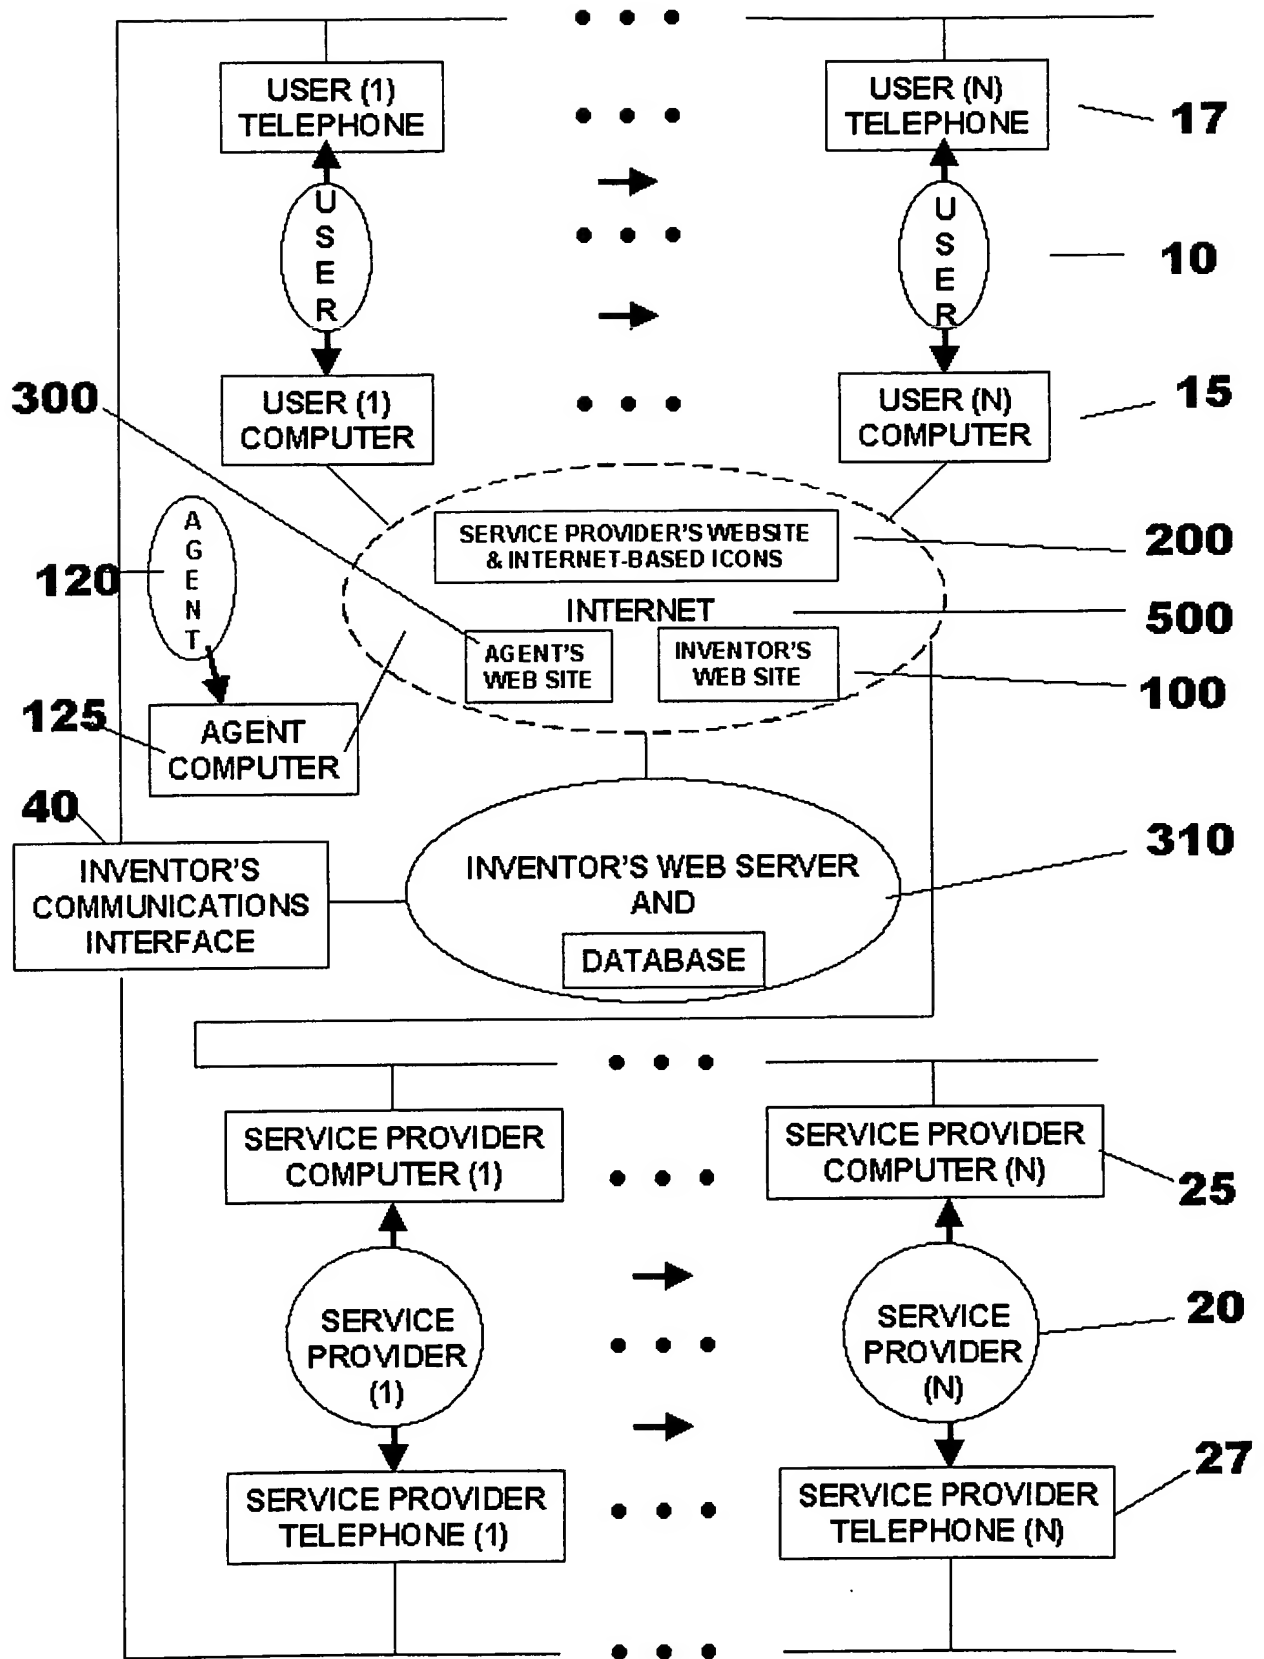 USER (1)
TELEPHONE
USER (N)
TELEPHONE
17
USER
USER
10
300
USER (1)
COMPUTER
USER (N)
COMPUTER
15
AGENT
120
SERVICE PROVIDER'S WEBSITE
& INTERNET-BASED ICONS
200
INTERNET
500
AGENT'S
WEB SITE
INVENTOR'S
WEB SITE
100
125
AGENT
COMPUTER
40
INVENTOR'S
COMMUNICATIONS
INTERFACE
INVENTOR'S WEB SERVER
AND
DATABASE
310
SERVICE PROVIDER
COMPUTER (1)
SERVICE PROVIDER
COMPUTER (N)
25
SERVICE
PROVIDER
(1)
SERVICE
PROVIDER
(N)
20
SERVICE PROVIDER
TELEPHONE (1)
SERVICE PROVIDER
TELEPHONE (N)
27